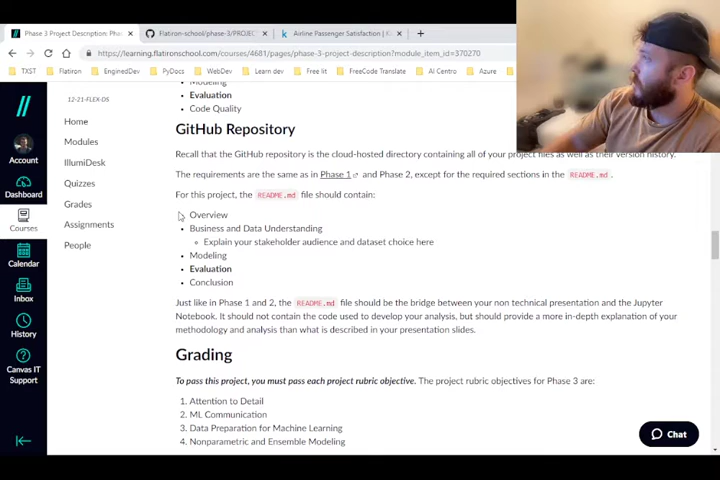 Phase 3 Project Description: Pha
Flatiron-school/phase-3/PROJEC
Airline Passenger Satisfaction | Ka
https://learning.flatironschool.com/courses/4681/pages/phase-3-project-description?module_item_id=370270
TXST
Flatiron
EnginedDev
PyDocs
WebDev
Learn dev
Free lit
FreeCode Translate
AI Centro
Azure
12-21-FLEX-DS
Home
Modules
IllumiDesk
Quizzes
Grades
Assignments
People
Account
Dashboard
Courses
Calendar
Inbox
History
Canvas IT
Support
Modeling
Evaluation
Code Quality
GitHub Repository
Recall that the GitHub repository is the cloud-hosted directory containing all of your project files as well as their version history.
The requirements are the same as in Phase 1 and Phase 2, except for the required sections in the README.md .
For this project, the README.md file should contain:
Overview
Business and Data Understanding
Explain your stakeholder audience and dataset choice here
Modeling
Evaluation
Conclusion
Just like in Phase 1 and 2, the README.md file should be the bridge between your non technical presentation and the Jupyter
Notebook. It should not contain the code used to develop your analysis, but should provide a more in-depth explanation of your
methodology and analysis than what is described in your presentation slides.
Grading
To pass this project, you must pass each project rubric objective. The project rubric objectives for Phase 3 are:
1. Attention to Detail
2. ML Communication
3. Data Preparation for Machine Learning
4. Nonparametric and Ensemble Modeling
Chat